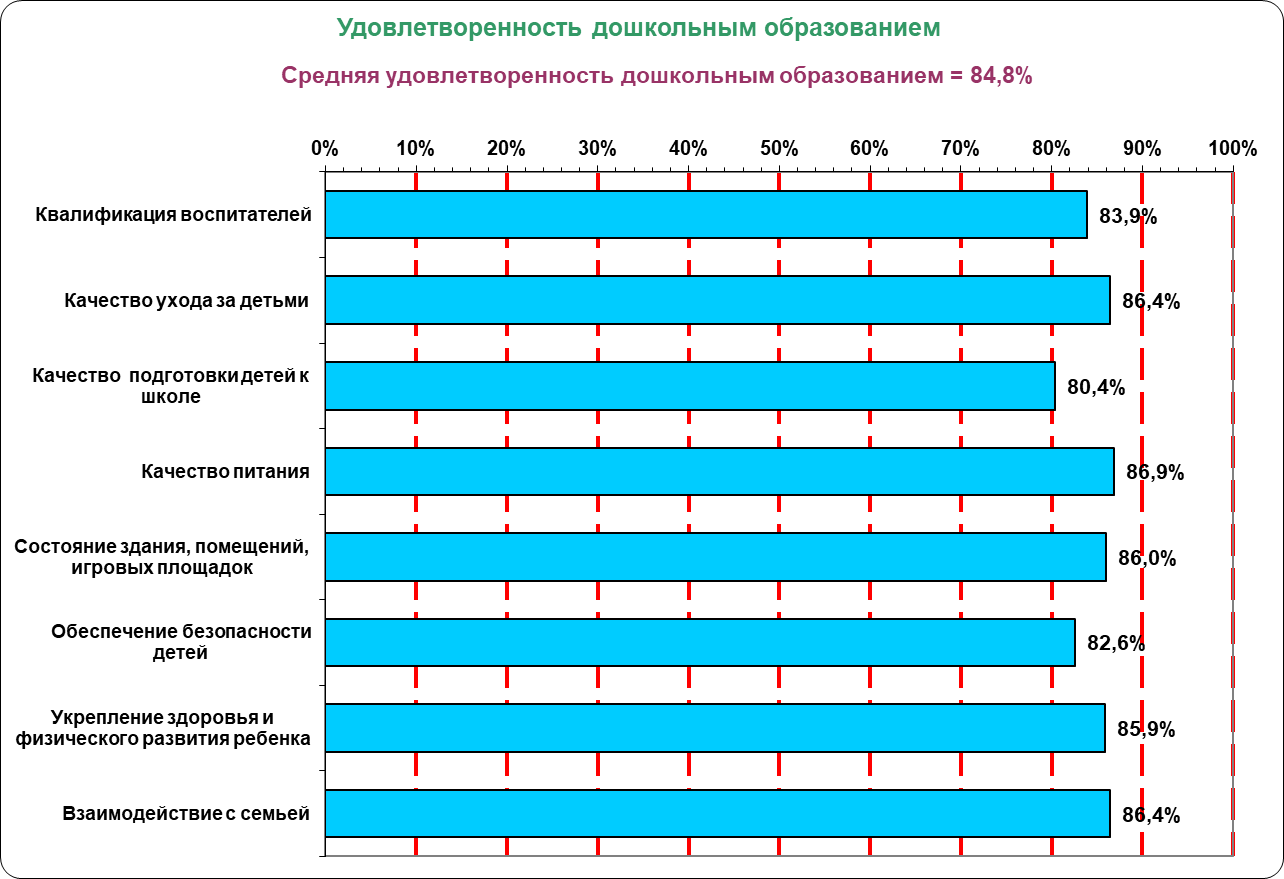 Удовлетворенность дошкольным образованием
Средняя удовлетворенность дошкольным образованием = 84,8%
0% 10% 20% 30% 40% 50% 60% 70% 80% 90% 100%
Квалификация воспитателей 83,9%
Качество ухода за детьми 86,4%
Качество подготовки детей к
школе 80,4%
Качество питания 86,9%
Состояние здания, помещений,
игровых площадок 86,0%
Обеспечение безопасности
детей 82,6%
Укрепление здоровья и
физического развития ребенка 85,9%
Взаимодействие с семьей 86,4%